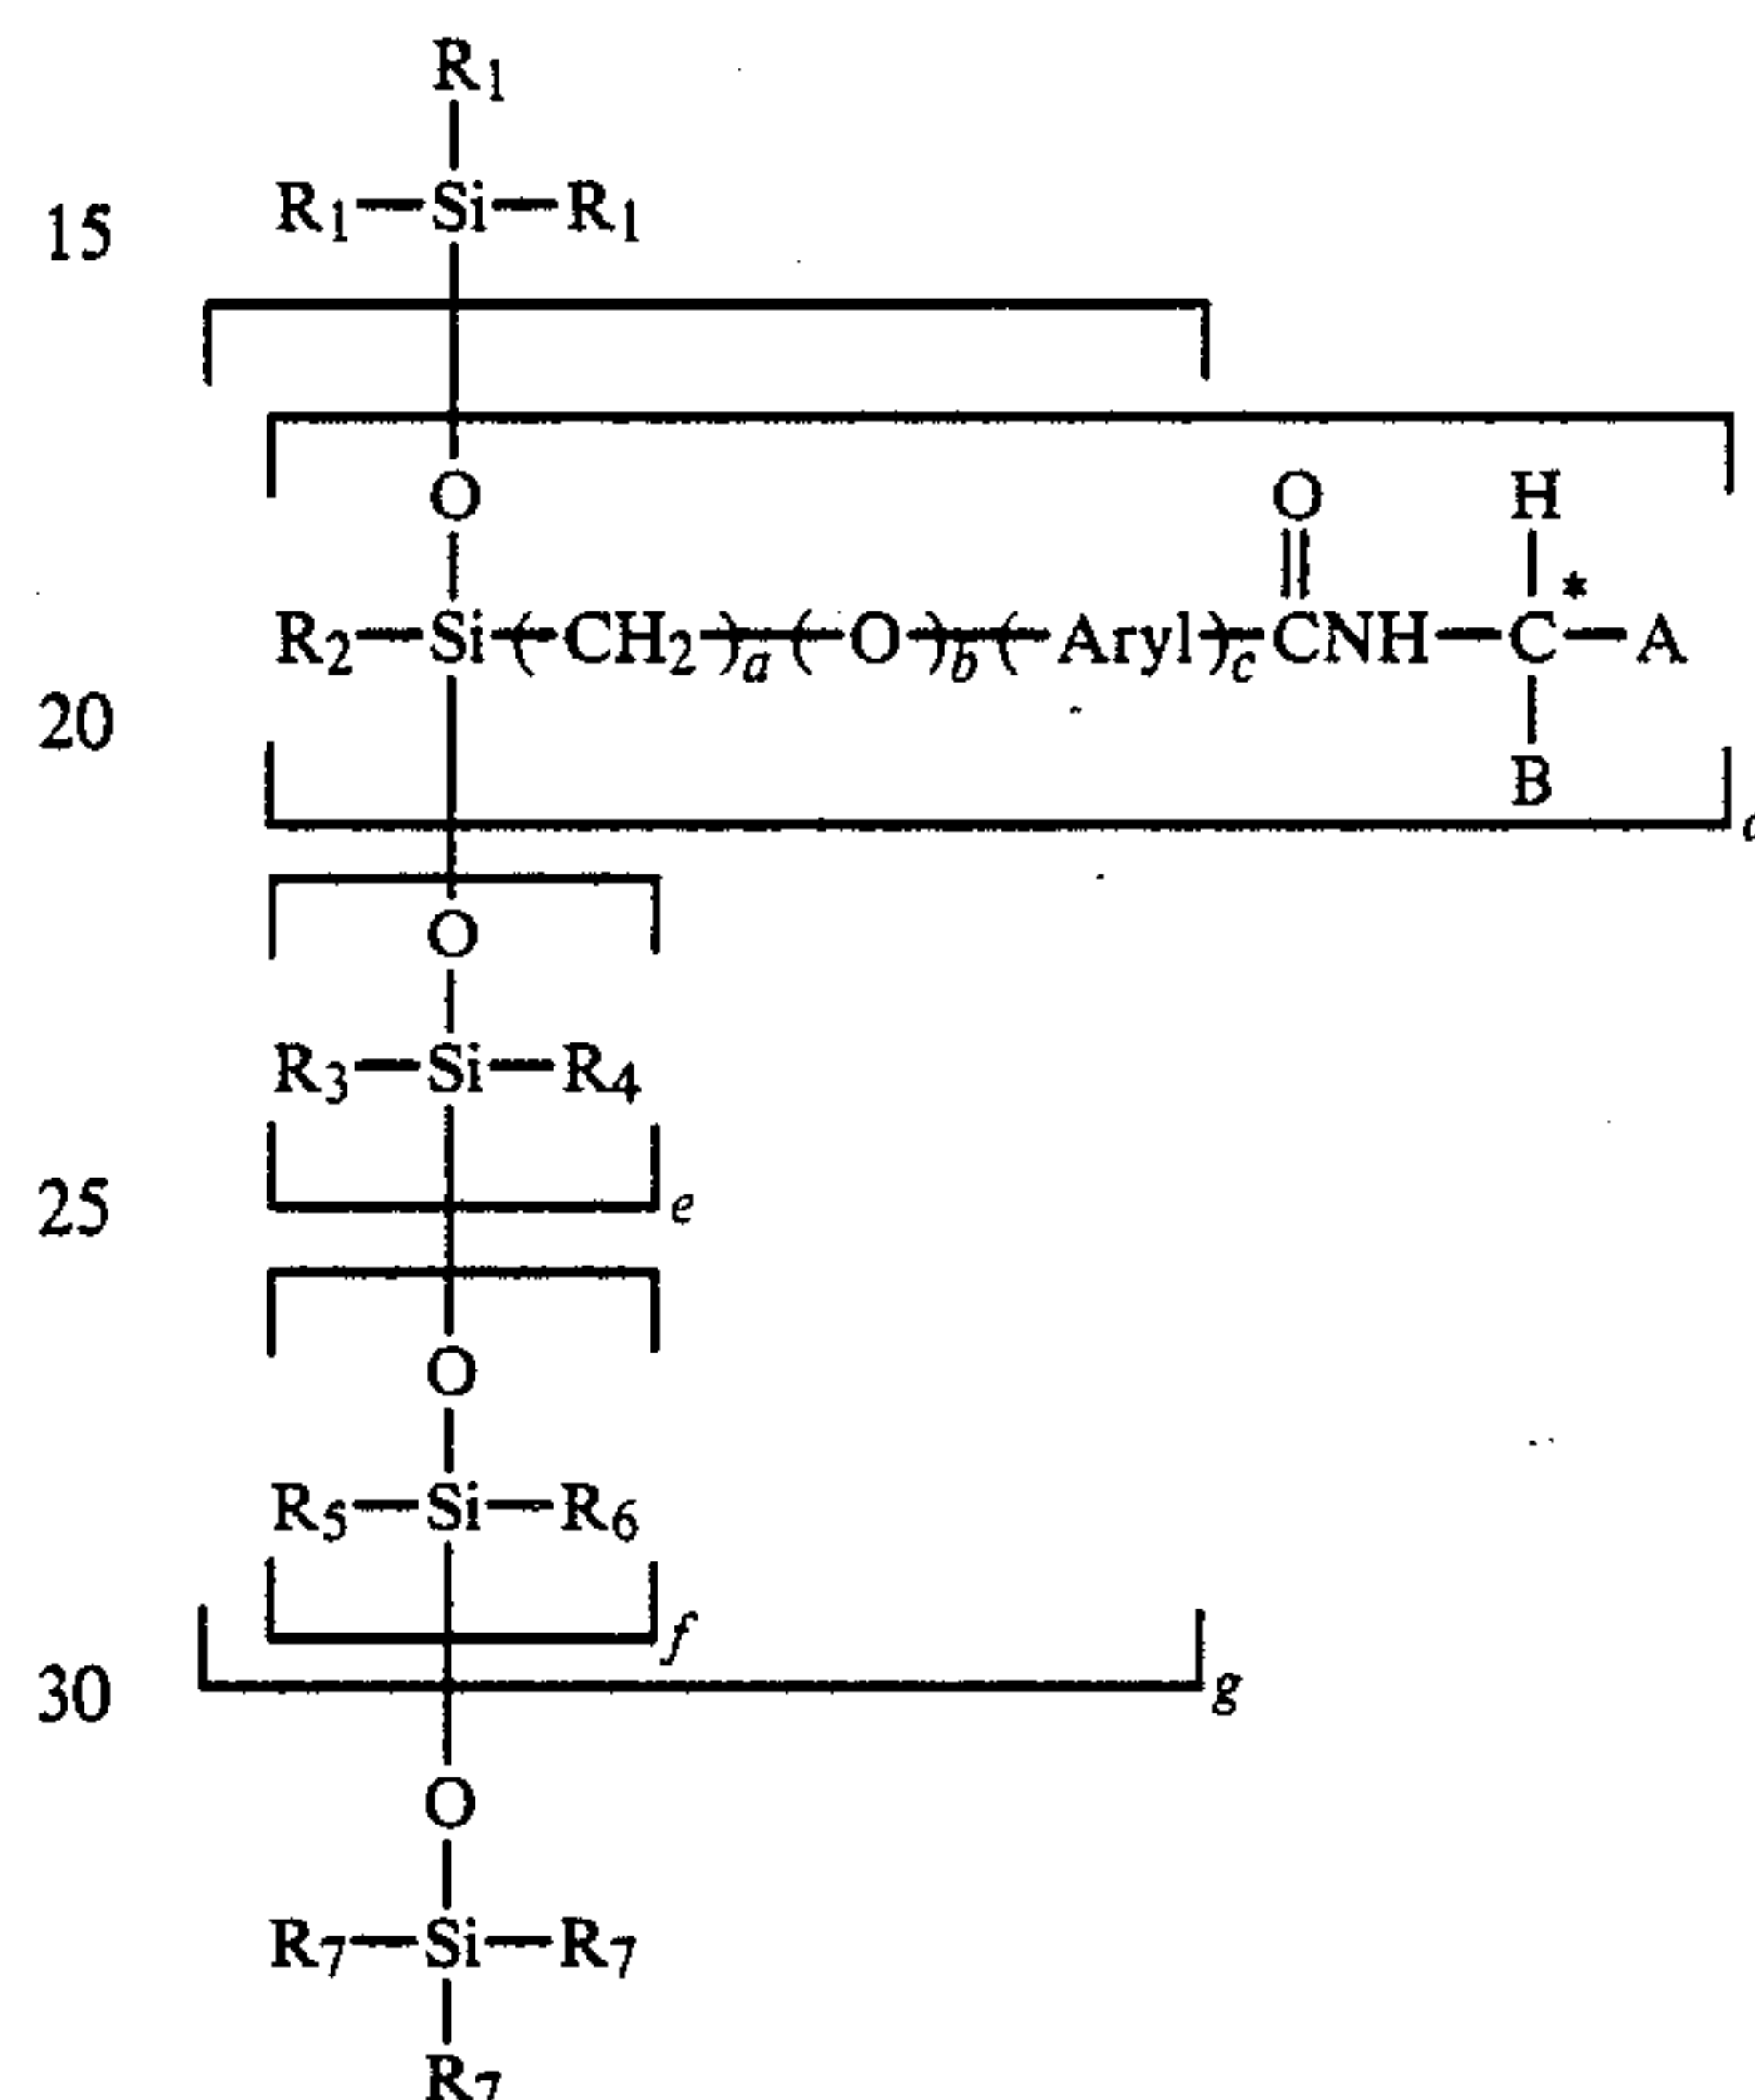 R1
15 R1—Si—R1
O O H
R2—Si—(CH2)a—(O)b—(Aryl)c—CNH—C*—A
20
B
O
R3—Si—R4
25 e
O
R5—Si—R6
f
30 g
O
R7—Si—R7
R7